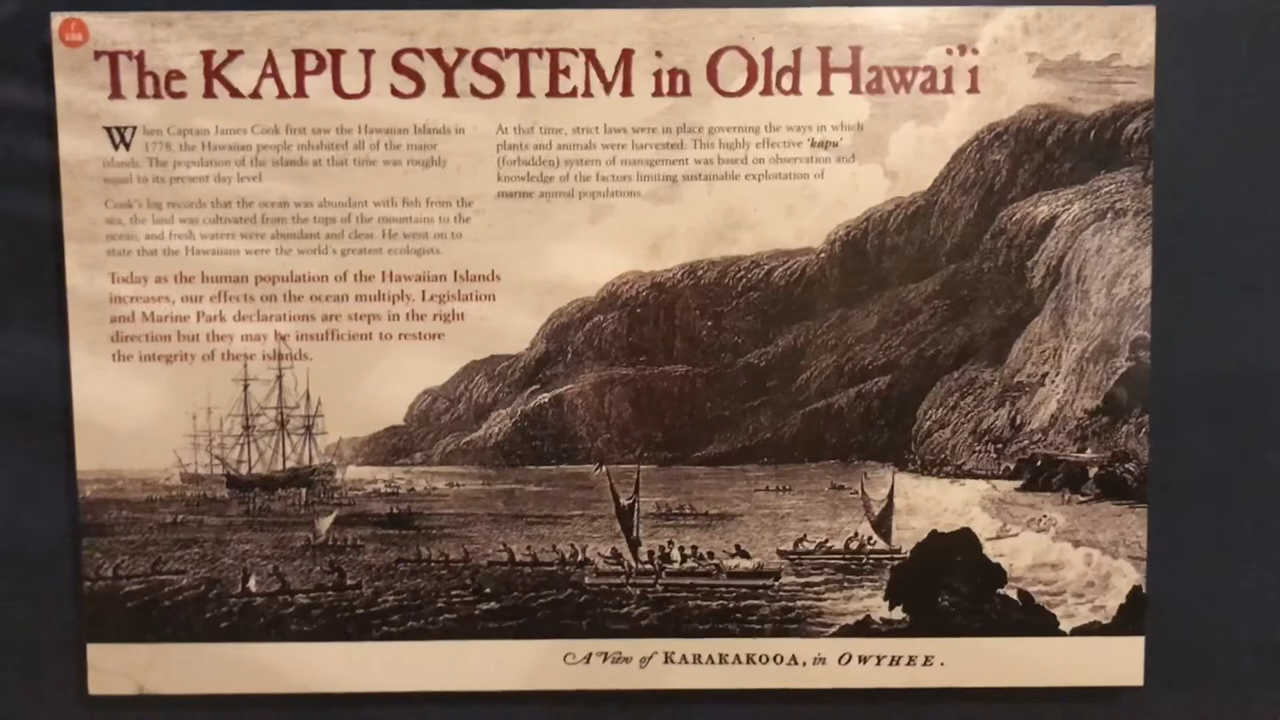 The KAPU SYSTEM in Old Hawai'i
When Captain James Cook first saw the Hawaiian Islands in
1778, the Hawaiian people inhabited all of the major
islands. The population of the islands at that time was roughly
equal to its present day level.
Cook's log records that the ocean was abundant with fish from the
sea, the land was cultivated from the tops of the mountains to the
ocean, and fresh waters were abundant and clear. He went on to
state that the Hawaiians were the world's greatest ecologists.
Today as the human population of the Hawaiian Islands
increases, our effects on the ocean multiply. Legislation
and Marine Park declarations are steps in the right
direction but they may be insufficient to restore
the integrity of these islands.
At that time, strict laws were in place governing the ways in which
plants and animals were harvested. This highly effective 'kapu'
(forbidden) system of management was based on observation and
knowledge of the factors limiting sustainable exploitation of
marine animal populations.
A View of KARAKAKOOA, in OWYHEE.